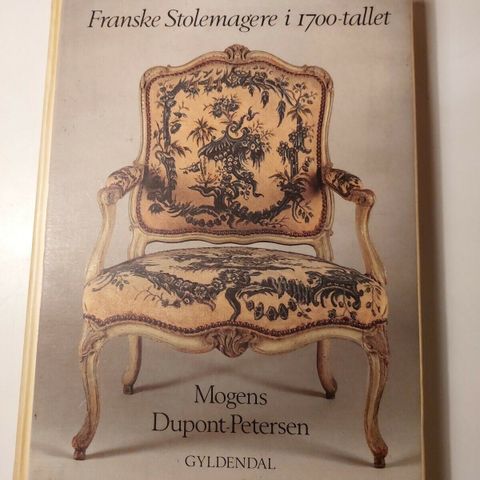 Franske Stolemagere i 1700-tallet
Mogens
Dupont-Petersen
GYLDENDAL